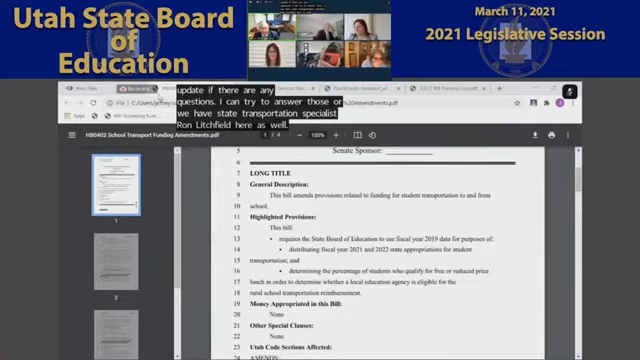 Utah State Board
of
Education
March 11, 2021
2021 Legislative Session
update if there are any
questions. I can try to answer those or
we have state transportation specialist
Ron Litchfield here as well.
Amendments.pdf
Apps
HB0402 School Transport Funding Amendments.pdf
1 / 4
100%
1
2
5
Senate Sponsor:
6
7 LONG TITLE
8 General Description:
9 This bill amends provisions related to funding for student transportation to and from
10 school.
11 Highlighted Provisions:
12 This bill:
13 • requires the State Board of Education to use fiscal year 2019 data for purposes of:
14 • distributing fiscal year 2021 and 2022 state appropriations for student
15 transportation; and
16 • determining the percentage of students who qualify for free or reduced price
17 lunch in order to determine whether a local education agency is eligible for the
18 rural school transportation reimbursement.
19 Money Appropriated in this Bill:
20 None
21 Other Special Clauses:
22 None
23 Utah Code Sections Affected:
24 AMENDS: